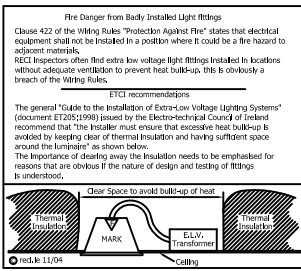 Fire Danger from Badly Installed Light fittings
Clause 422 of the Wiring Rules "Protection Against Fire" states that electrical
equipment shall not be installed in a position where it could be a fire hazard to
adjacent materials.
RECI Inspectors often find extra low voltage light fittings installed in locations
without adequate ventilation to prevent heat build-up. this is obviously a
breach of the Wiring Rules.
ETCI recommendations
The general "Guide to the Installation of Extra-Low Voltage Lighting Systems"
(document ET205;1998) issued by the Electro-technical Council of Ireland
recommend that "the installer must ensure that excessive heat build-up is
avoided by keeping clear of thermal insulation and having sufficient space
around the luminaire" as shown below.
The importance of clearing away the insulation needs to be emphasised for
reasons that are obvious if the nature of design and testing of fittings
is understood.
Clear Space to avoid build-up of heat
Thermal
Insulation
Thermal
Insulation
MARK
E.L.V.
Transformer
Ceiling
© red.ie 11/04